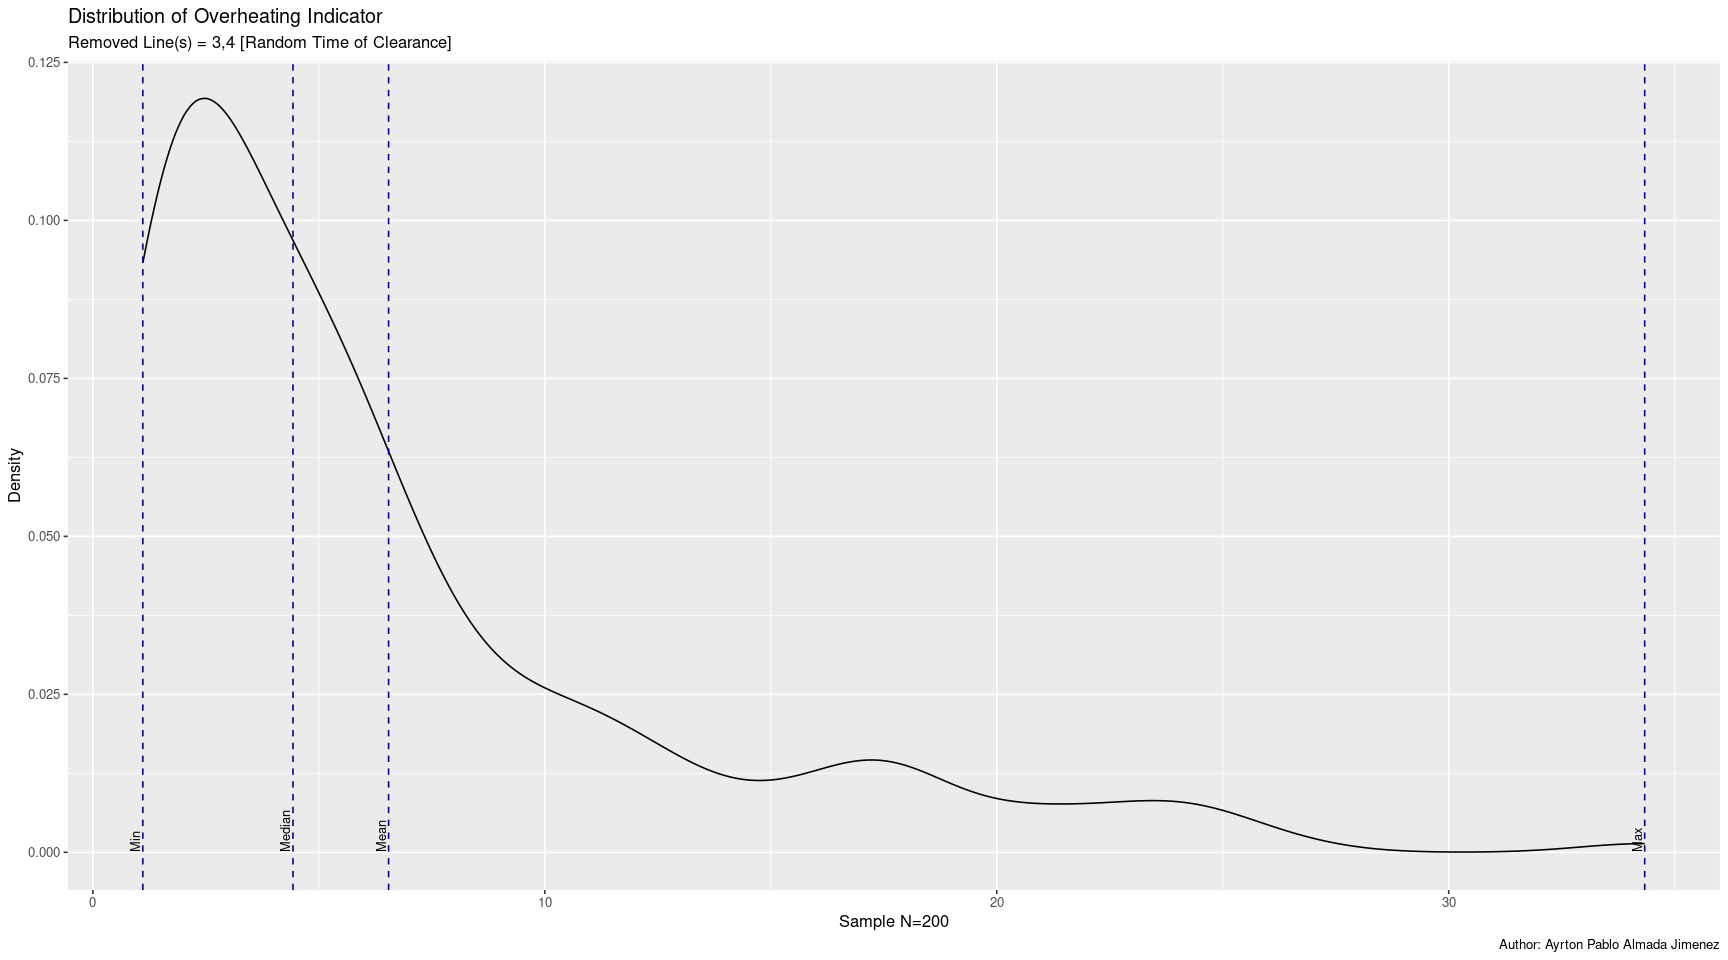 Distribution of Overheating Indicator
Removed Line(s) = 3,4 [Random Time of Clearance]
Density
0.125
0.100
0.075
0.050
0.025
0.000
Min
Median
Mean
Max
0
10
20
30
Sample N=200
Author: Ayrton Pablo Almada Jimenez